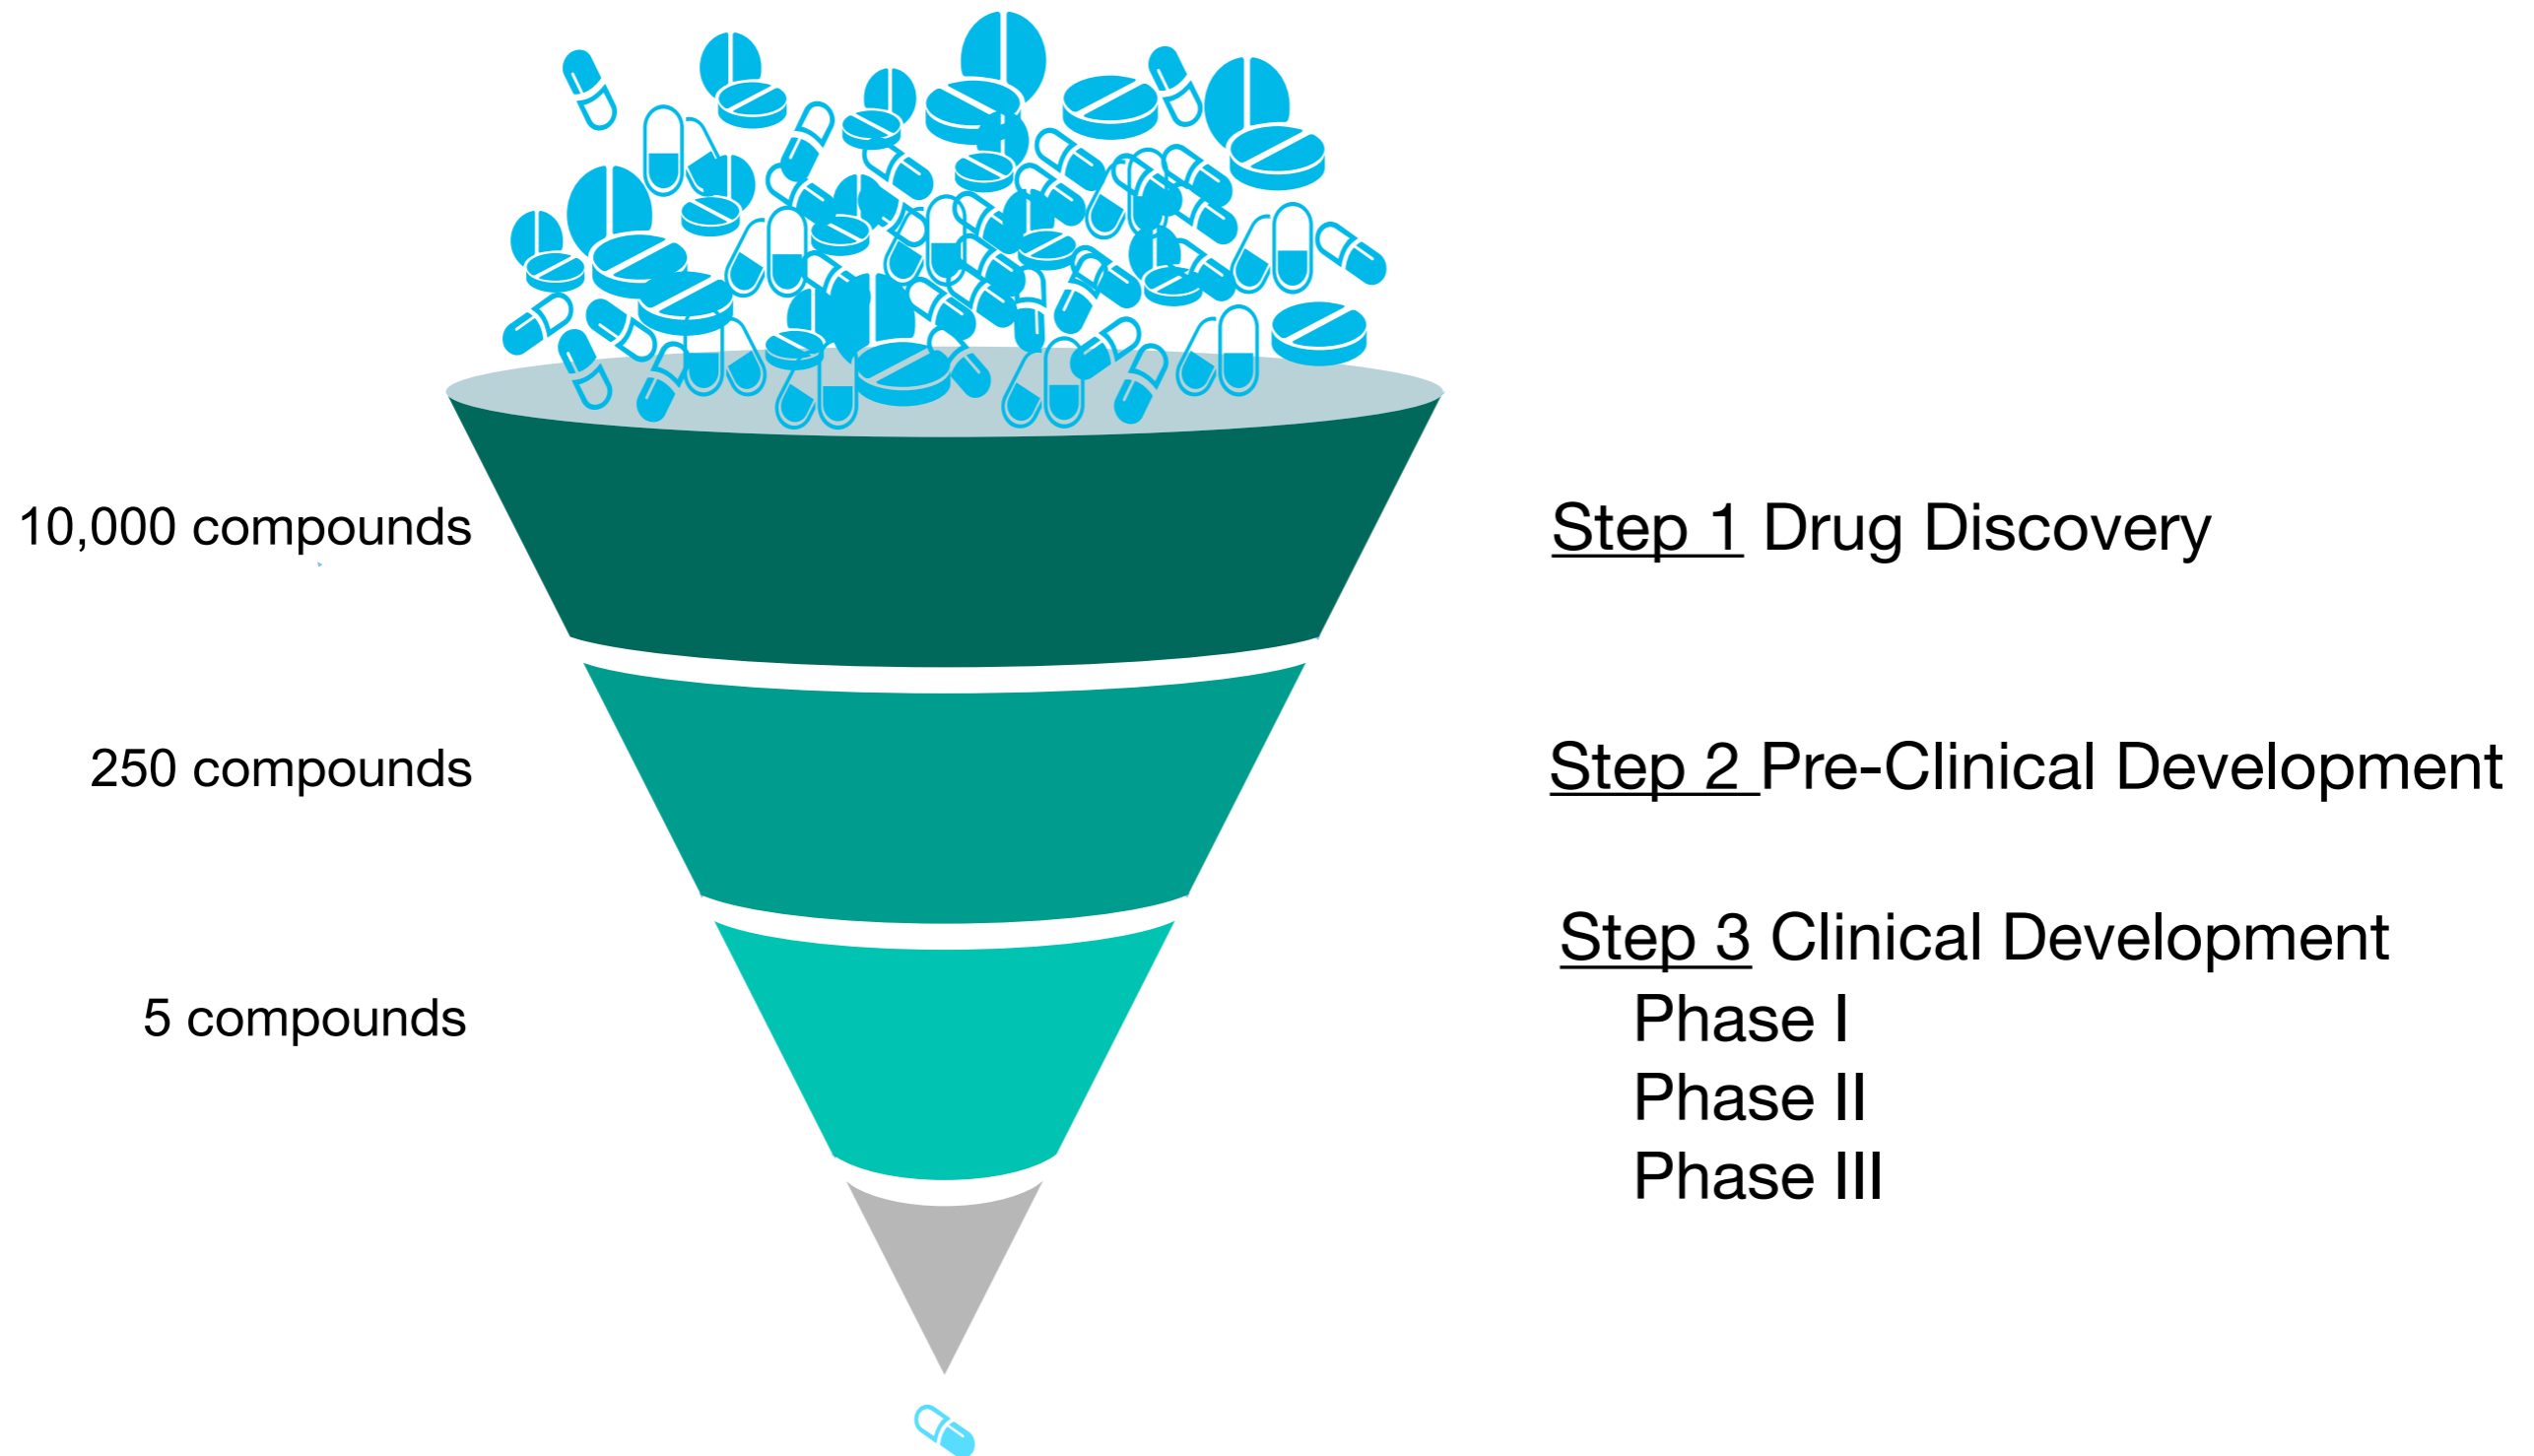 10,000 compounds
Step 1 Drug Discovery
250 compounds
Step 2 Pre-Clinical Development
5 compounds
Step 3 Clinical Development
Phase I
Phase II
Phase III